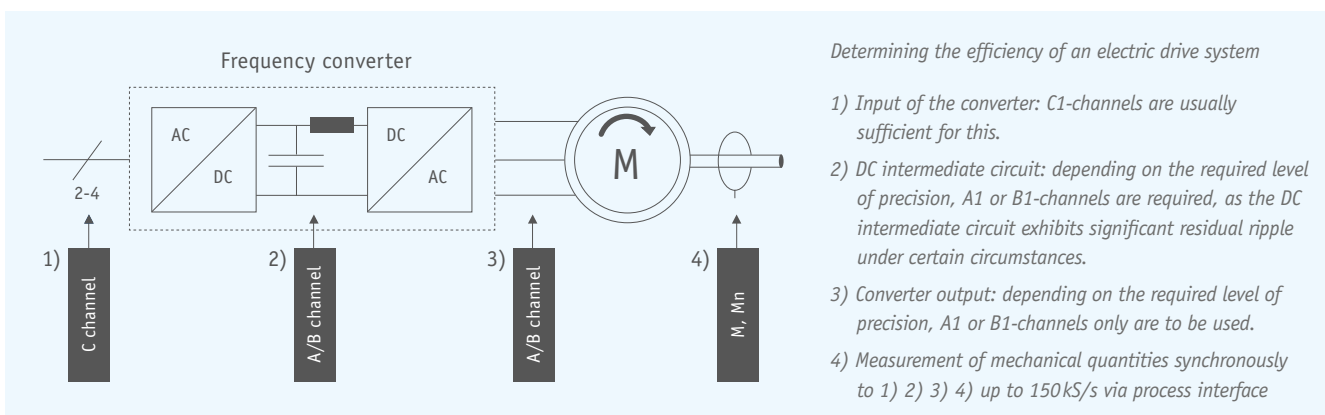 Frequency converter
AC
DC
DC
AC
M
2-4
1)
C channel
2)
A/B channel
3)
A/B channel
4)
M, Mn
Determining the efficiency of an electric drive system
1) Input of the converter: C1-channels are usually
sufficient for this.
2) DC intermediate circuit: depending on the required level
of precision, A1 or B1-channels are required, as the DC
intermediate circuit exhibits significant residual ripple
under certain circumstances.
3) Converter output: depending on the required level of
precision, A1 or B1-channels only are to be used.
4) Measurement of mechanical quantities synchronously
to 1) 2) 3) 4) up to 150kS/s via process interface